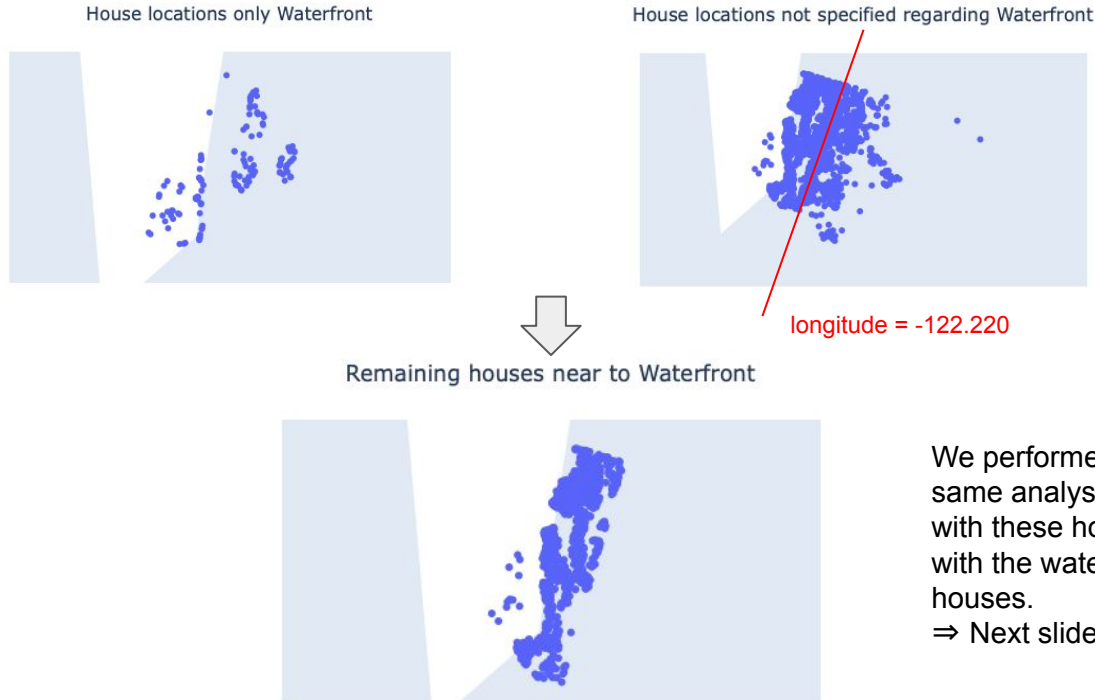 House locations only Waterfront
House locations not specified regarding Waterfront
longitude = -122.220
Remaining houses near to Waterfront
We performe
same analys
with these ho
with the wate
houses.
⇒ Next slide